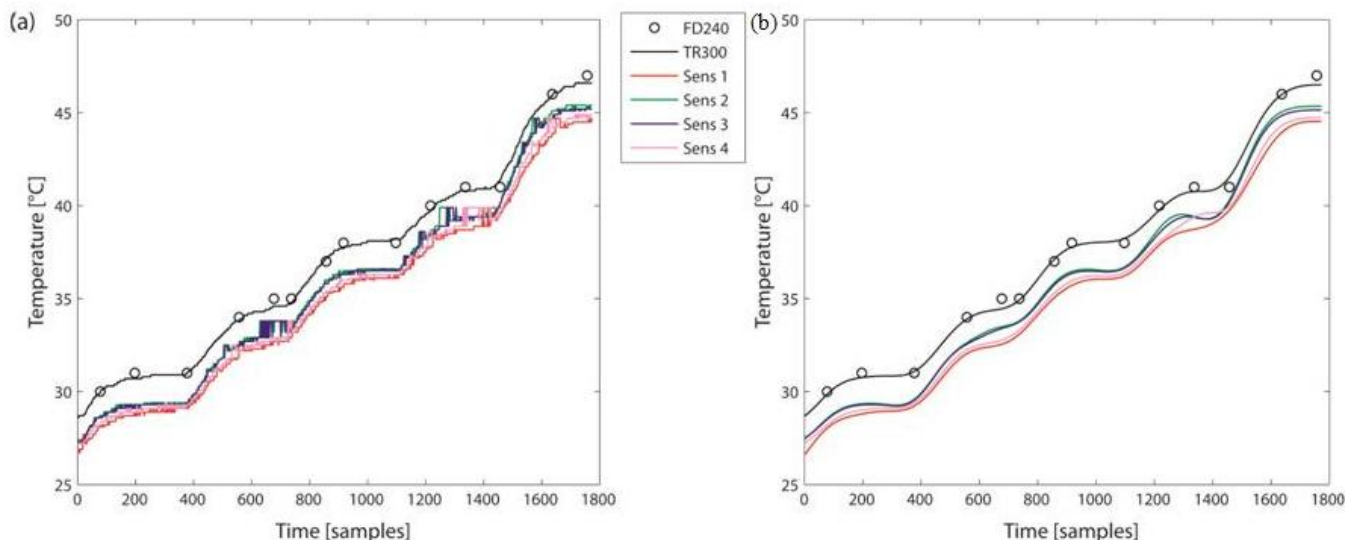 (a)
50
45
40
35
30
25
Temperature [°C]
0 200 400 600 800 1000 1200 1400 1600 1800
Time [samples]
FD240
TR300
Sens 1
Sens 2
Sens 3
Sens 4
(b)
50
45
40
35
30
25
Temperature [°C]
0 200 400 600 800 1000 1200 1400 1600 1800
Time [samples]